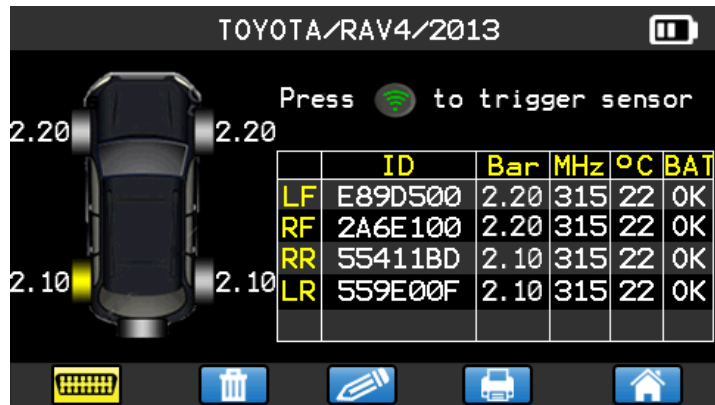 TOYOTA/RAV4/2013
Press to trigger sensor
2.20 2.20
2.10 2.10
ID Bar MHz ºC BAT
LF E89D500 2.20 315 22 OK
RF 2A6E100 2.20 315 22 OK
RR 55411BD 2.10 315 22 OK
LR 559E00F 2.10 315 22 OK